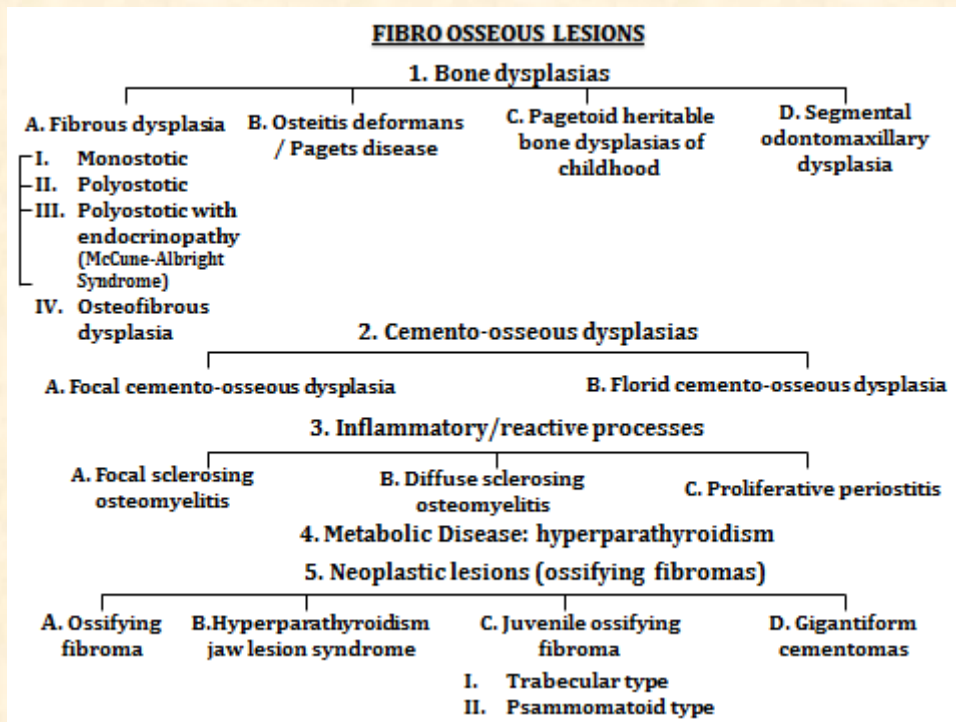 FIBRO OSSEOUS LESIONS
1. Bone dysplasias
A. Fibrous dysplasia
I. Monostotic
II. Polyostotic
III. Polyostotic with
endocrinopathy
(McCune-Albright
Syndrome)
IV. Osteofibrous
dysplasia
B. Osteitis deformans
/ Pagets disease
C. Pagetoid heritable
bone dysplasias of
childhood
D. Segmental
odontomaxillary
dysplasia
2. Cemento-osseous dysplasias
A. Focal cemento-osseous dysplasia
B. Florid cemento-osseous dysplasia
3. Inflammatory/reactive processes
A. Focal sclerosing
osteomyelitis
B. Diffuse sclerosing
osteomyelitis
C. Proliferative periostitis
4. Metabolic Disease: hyperparathyroidism
5. Neoplastic lesions (ossifying fibromas)
A. Ossifying
fibroma
B.Hyperparathyroidism
jaw lesion syndrome
C. Juvenile ossifying
fibroma
I. Trabecular type
II. Psammomatoid type
D. Gigantiform
cementomas